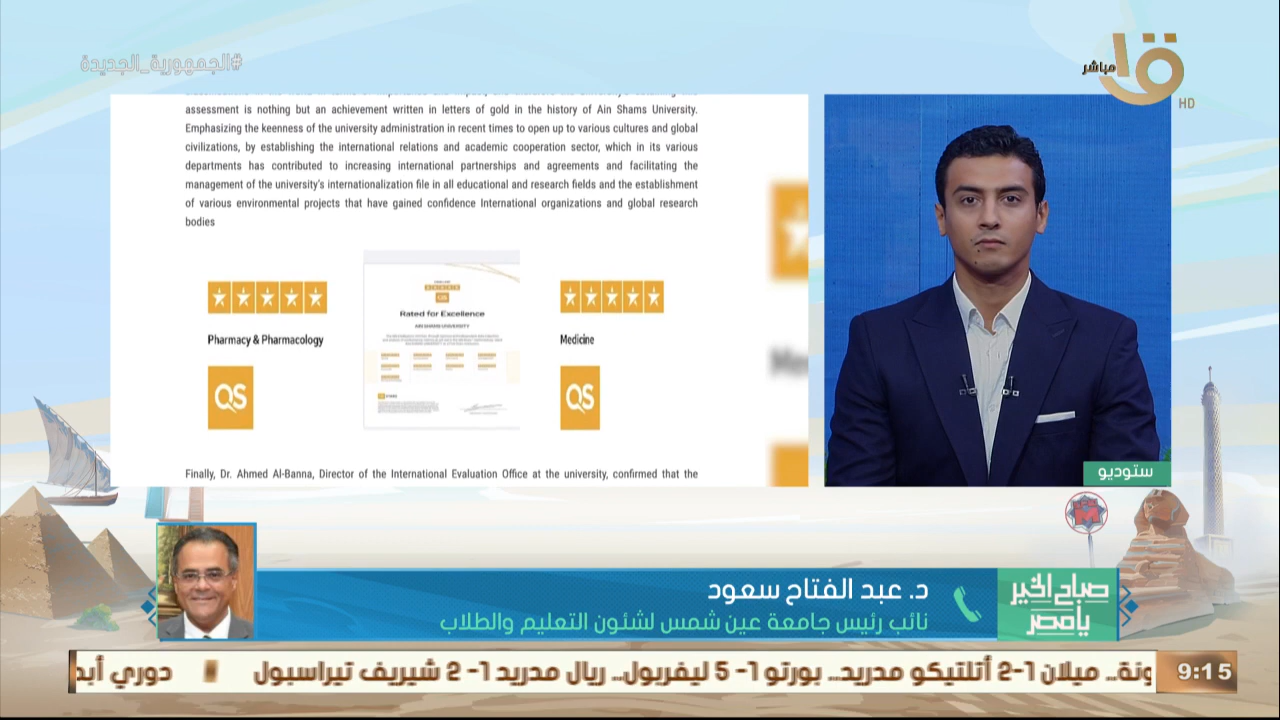 #الجمهورية_الجديدة
مباشر
HD
assessment is nothing but an achievement written in letters of gold in the history of Ain Shams University.
Emphasizing the keenness of the university administration in recent times to open up to various cultures and global
civilizations, by establishing the international relations and academic cooperation sector, which in its various
departments has contributed to increasing international partnerships and agreements and facilitating the
management of the university's internationalization file in all educational and research fields and the establishment
of various environmental projects that have gained confidence International organizations and global research
bodies
Rated for Excellence
AIN SHAMS UNIVERSITY
Pharmacy & Pharmacology
Medicine
QS
QS
Finally, Dr. Ahmed Al-Banna, Director of the International Evaluation Office at the university, confirmed that the
ستوديو
M
صباح الخير
يا مصر
د. عبد الفتاح سعود
نائب رئيس جامعة عين شمس لشئون التعليم والطلاب
ونة.. ميلان 1-2 أتلتيكو مدريد.. بورتو 1- 5 ليفربول.. ريال مدريد 1- 2 شيريف تيراسبول
دوري أبط
9:15